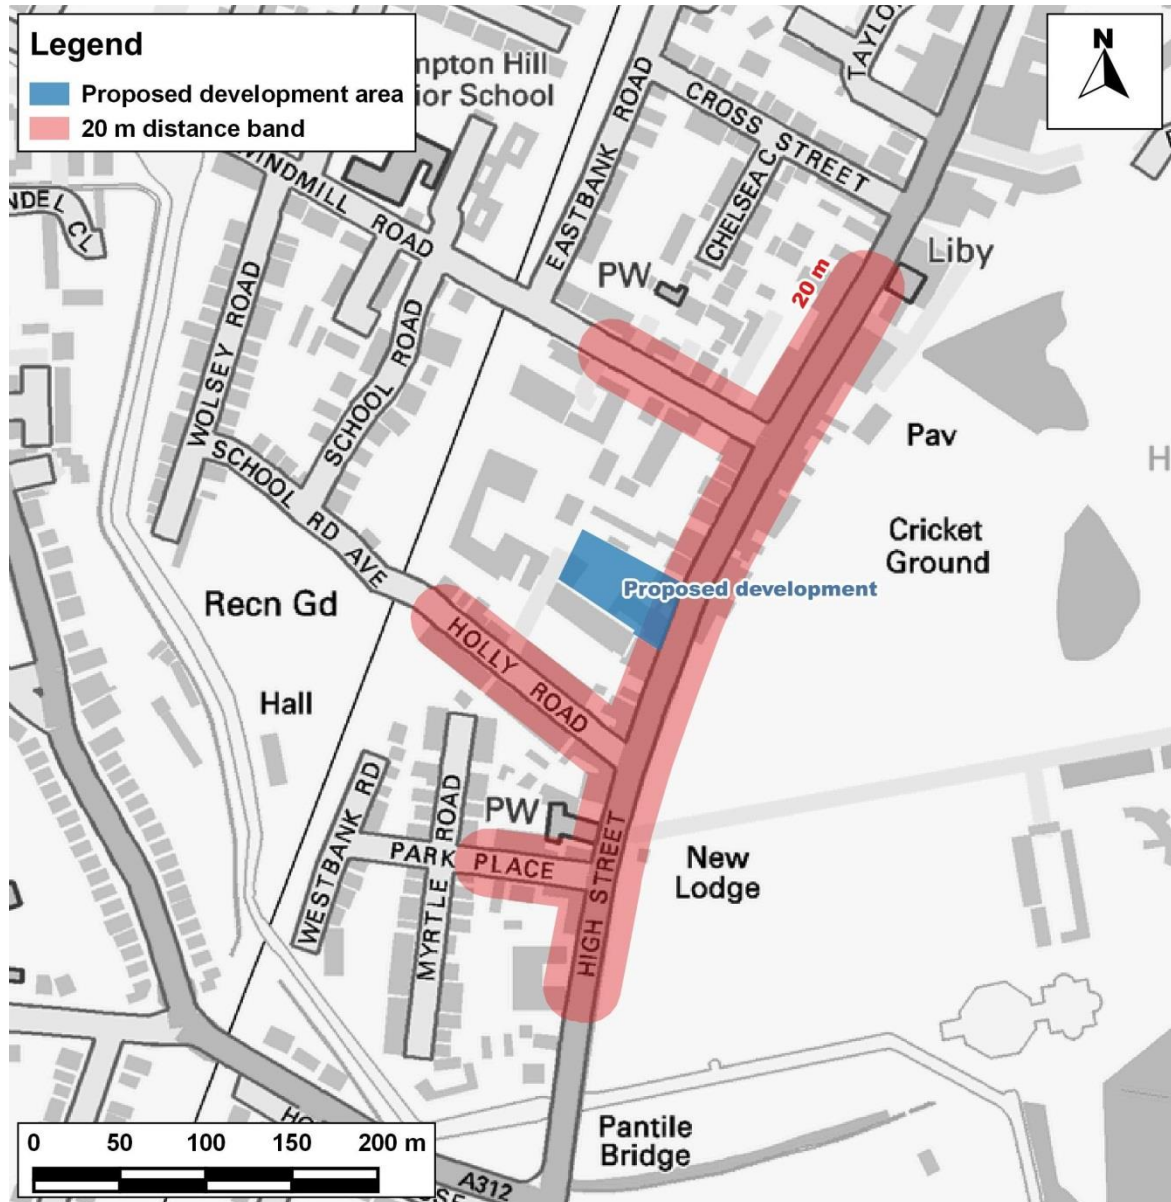 Legend
Proposed development area
20 m distance band
N
mpton Hill
ior School
TAYLO
CROSS STREET
EASTBANK ROAD
CHELSEA C
WINDMILL ROAD
NDEL CL
Liby
PW
20 m
WOLSEY ROAD
SCHOOL ROAD
Pav
H
SCHOOL RD AVE
Cricket
Ground
Proposed development
Recn Gd
HOLLY ROAD
Hall
WESTBANK RD
MYRTLE ROAD
PW
PARK PLACE
HIGH STREET
New
Lodge
Pantile
Bridge
0 50 100 150 200 m
A312